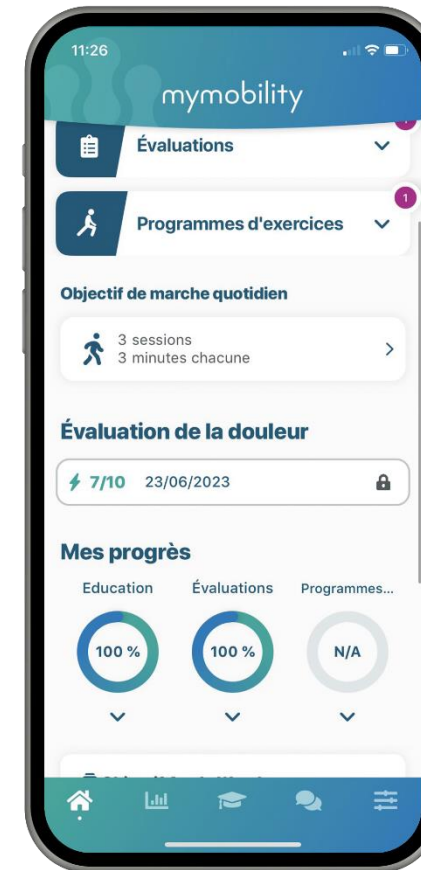 11:26
mymobility
Évaluations
Programmes d'exercices
1
Objectif de marche quotidien
3 sessions
3 minutes chacune
Évaluation de la douleur
7/10 23/06/2023
Mes progrès
Education Évaluations Programmes...
100 % 100 % N/A